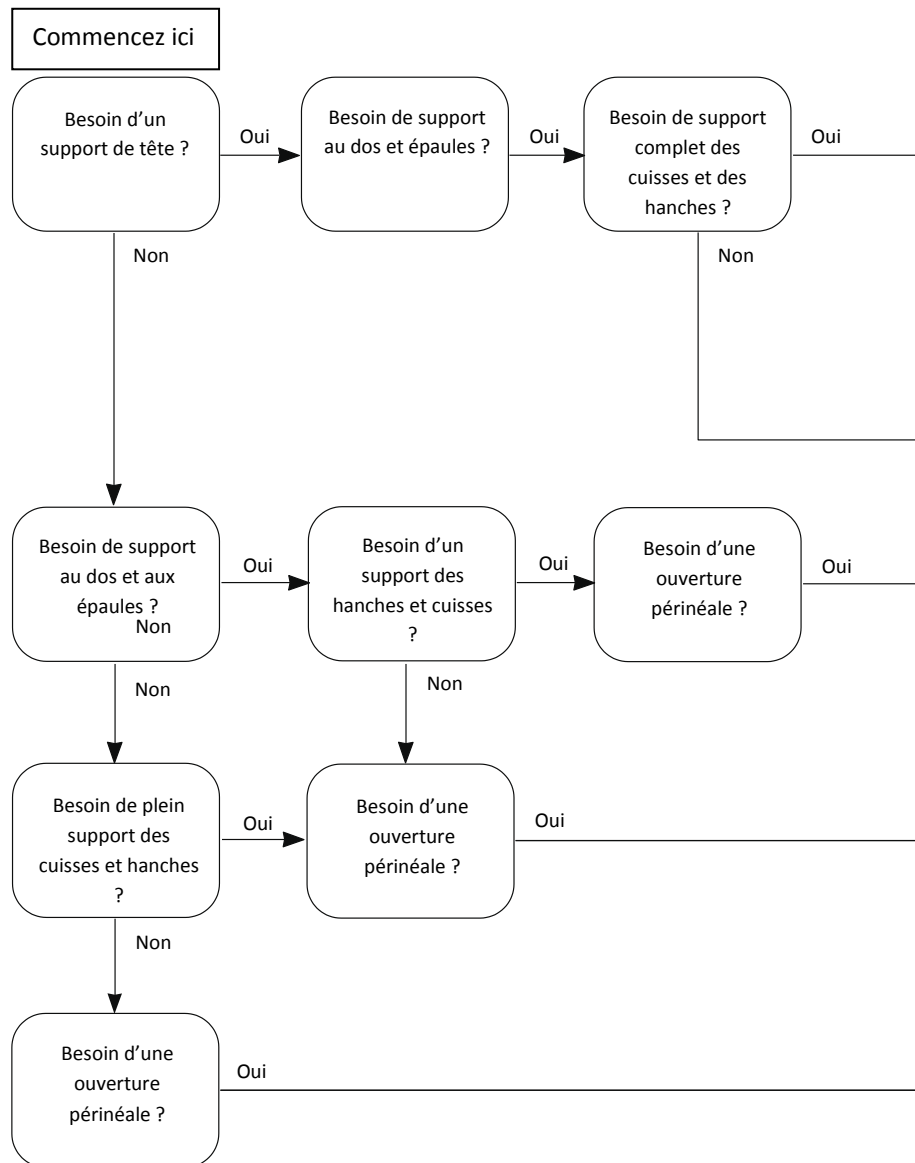 Commencez ici
Besoin d’un
support de tête ?
Oui
Besoin de support
au dos et épaules ?
Oui
Besoin de support
complet des
cuisses et des
hanches ?
Oui
Non
Non
Besoin de support
au dos et aux
épaules ?
Non
Oui
Besoin d’un
support des
hanches et cuisses
?
Oui
Besoin d’une
ouverture
périnéale ?
Oui
Non
Non
Besoin de plein
support des
cuisses et hanches
?
Oui
Besoin d’une
ouverture
périnéale ?
Oui
Non
Besoin d’une
ouverture
périnéale ?
Oui